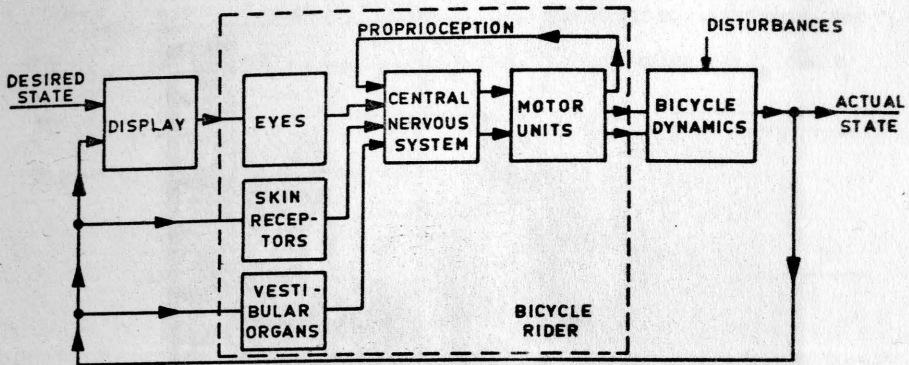 PROPRIOCEPTION
DISTURBANCES
DESIRED
STATE
DISPLAY
EYES
CENTRAL
NERVOUS
SYSTEM
MOTOR
UNITS
BICYCLE
DYNAMICS
ACTUAL
STATE
SKIN
RECEP-
TORS
VESTI-
BULAR
ORGANS
BICYCLE
RIDER